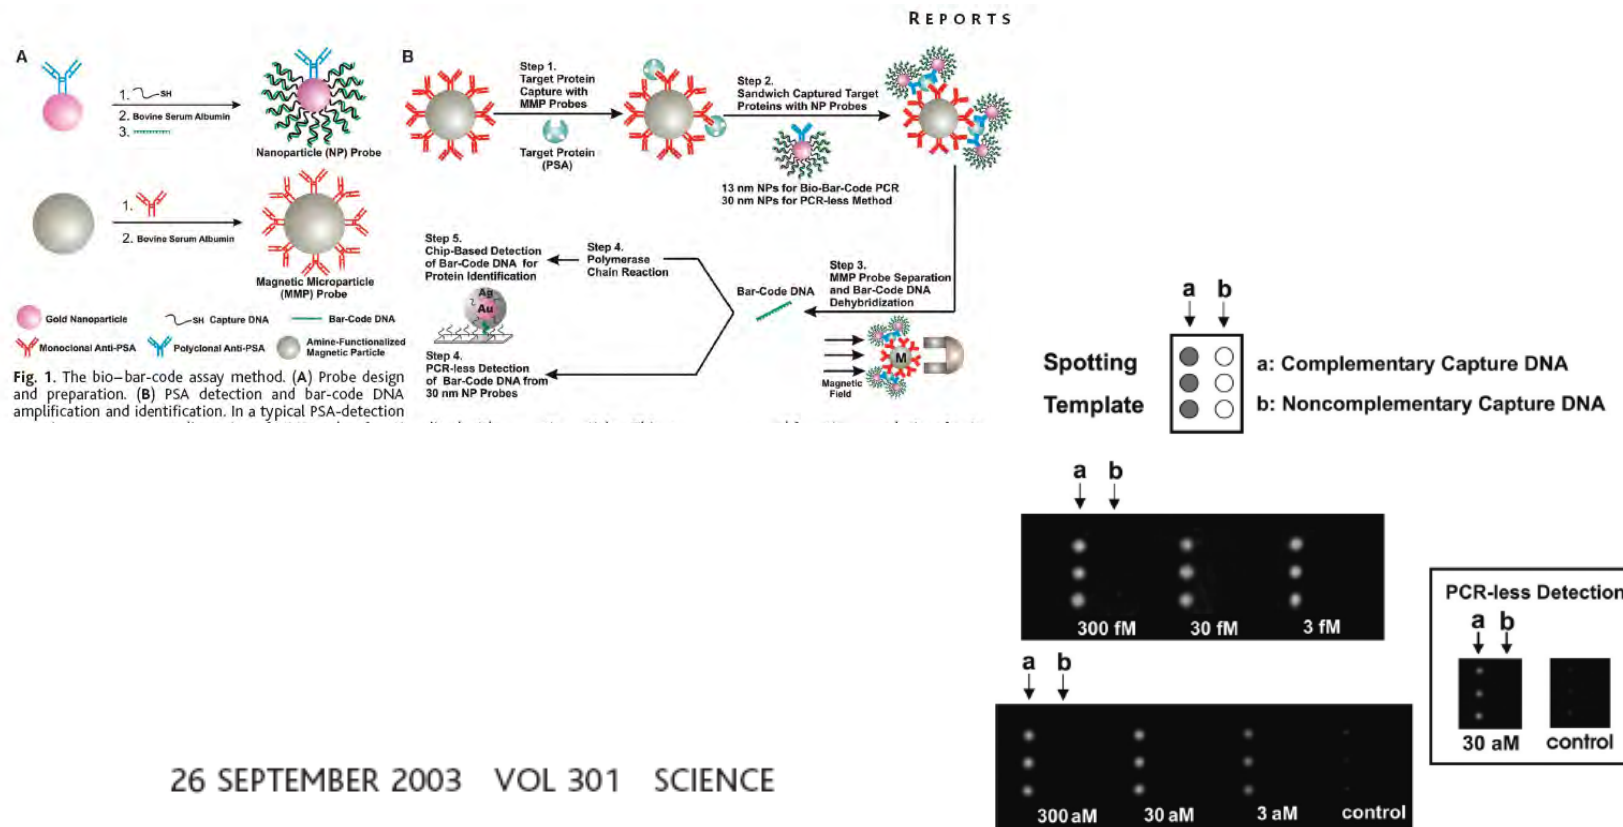 REPORTS
A
1.
SH
2. Bovine Serum Albumin
3.
Nanoparticle (NP) Probe
1.
2. Bovine Serum Albumin
Magnetic Microparticle
(MMP) Probe
Gold Nanoparticle
SH Capture DNA
Bar-Code DNA
Monoclonal Anti-PSA
Polyclonal Anti-PSA
Amine-Functionalized
Magnetic Particle
B
Step 1.
Target Protein
Capture with
MMP Probes
Target Protein
(PSA)
Step 2.
Sandwich Captured Target
Proteins with NP Probes
13 nm NPs for Bio-Bar-Code PCR
30 nm NPs for PCR-less Method
Step 3.
MMP Probe Separation
and Bar-Code DNA
Dehybridization
M
Magnetic
Field
Bar-Code DNA
Step 4.
Polymerase
Chain Reaction
Step 5.
Chip-Based Detection
of Bar-Code DNA for
Protein Identification
Ag
Au
Step 4.
PCR-less Detection
of Bar-Code DNA from
30 nm NP Probes
Fig. 1. The bio–bar-code assay method. (A) Probe design
and preparation. (B) PSA detection and bar-code DNA
amplification and identification. In a typical PSA-detection
a b
Spotting
Template
a: Complementary Capture DNA
b: Noncomplementary Capture DNA
a b
300 fM 30 fM 3 fM
a b
300 aM 30 aM 3 aM control
PCR-less Detection
a b
30 aM control
26 SEPTEMBER 2003 VOL 301 SCIENCE